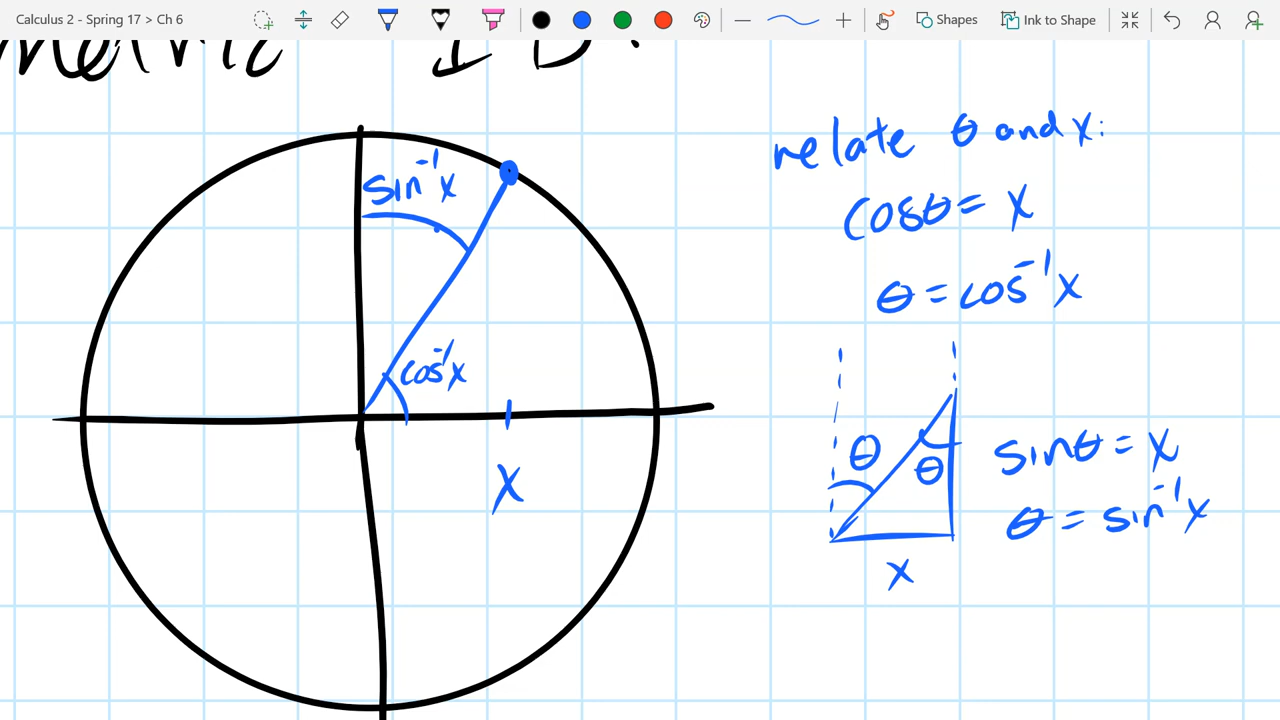 Calculus 2 - Spring 17 > Ch 6
Shapes
Ink to Shape
relate θ and x:
cosθ = x
θ = cos⁻¹x
sin⁻¹x
cos⁻¹x
x
θ
θ
sinθ = x
θ = sin⁻¹x
x